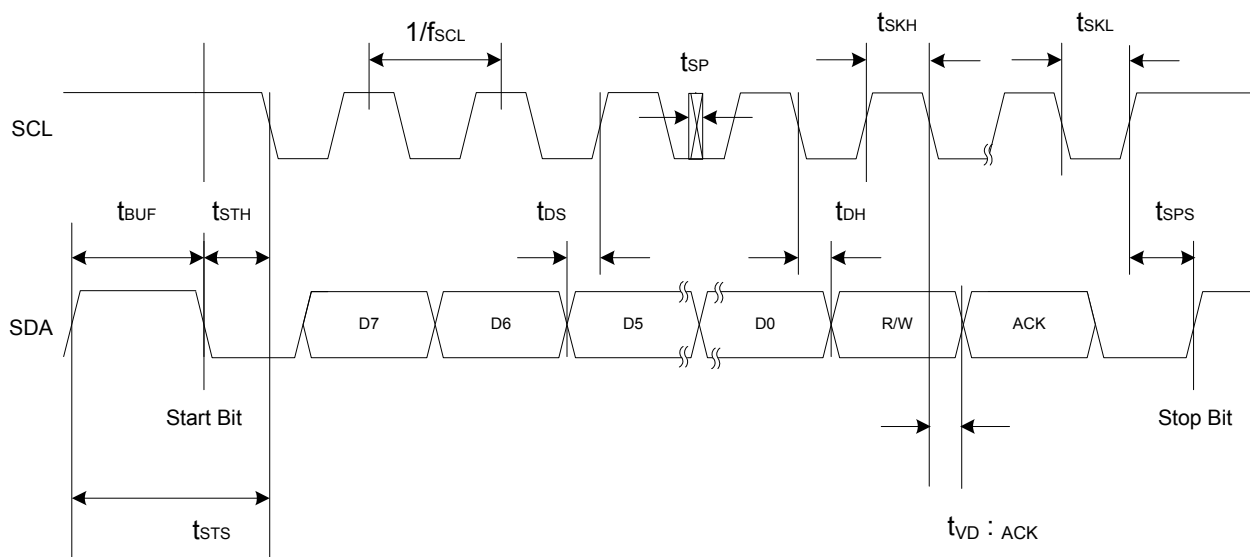 1/fSCL
tSKH
tSKL
tSP
SCL
tBUF
tSTH
tDS
tDH
tSPS
SDA
D7
D6
D5
D0
R/W
ACK
Start Bit
Stop Bit
tSTS
tVD : ACK